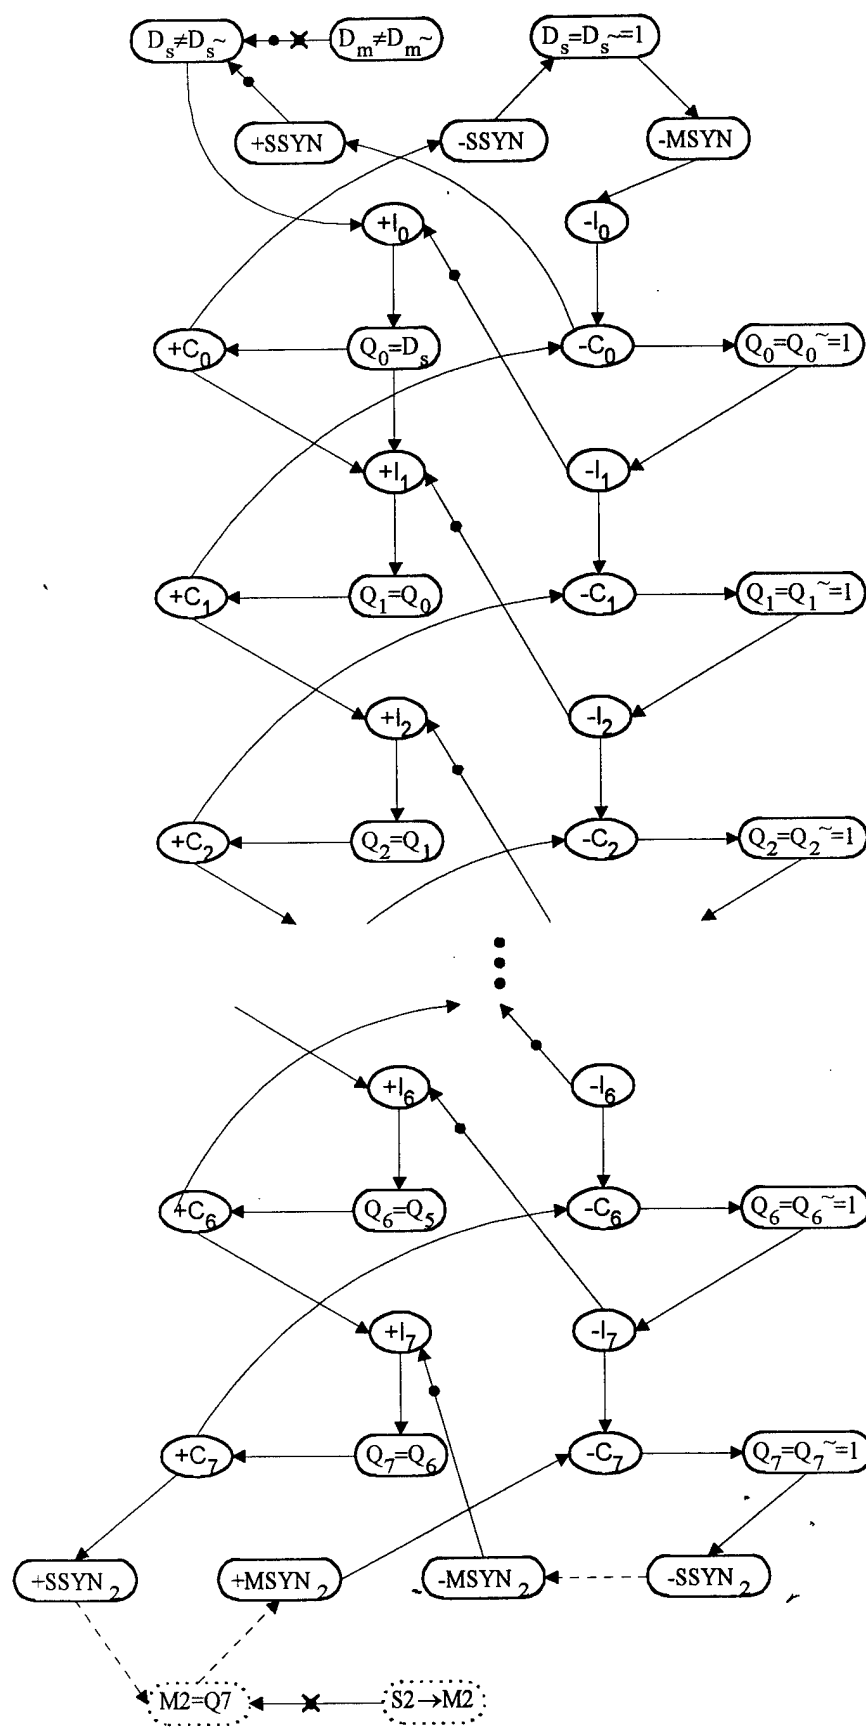 Dₛ≠Dₛ~ Dₘ≠Dₘ~ Dₛ=Dₛ~=1
+SSYN -SSYN -MSYN
+I₀ -I₀
+C₀ Q₀=Dₛ -C₀ Q₀=Q₀~=1
+I₁ -I₁
+C₁ Q₁=Q₀ -C₁ Q₁=Q₁~=1
+I₂ -I₂
+C₂ Q₂=Q₁ -C₂ Q₂=Q₂~=1
+I₆ -I₆
+C₆ Q₆=Q₅ -C₆ Q₆=Q₆~=1
+I₇ -I₇
+C₇ Q₇=Q₆ -C₇ Q₇=Q₇~=1
+SSYN₂ +MSYN₂ -MSYN₂ -SSYN₂
M2=Q7 S2→M2